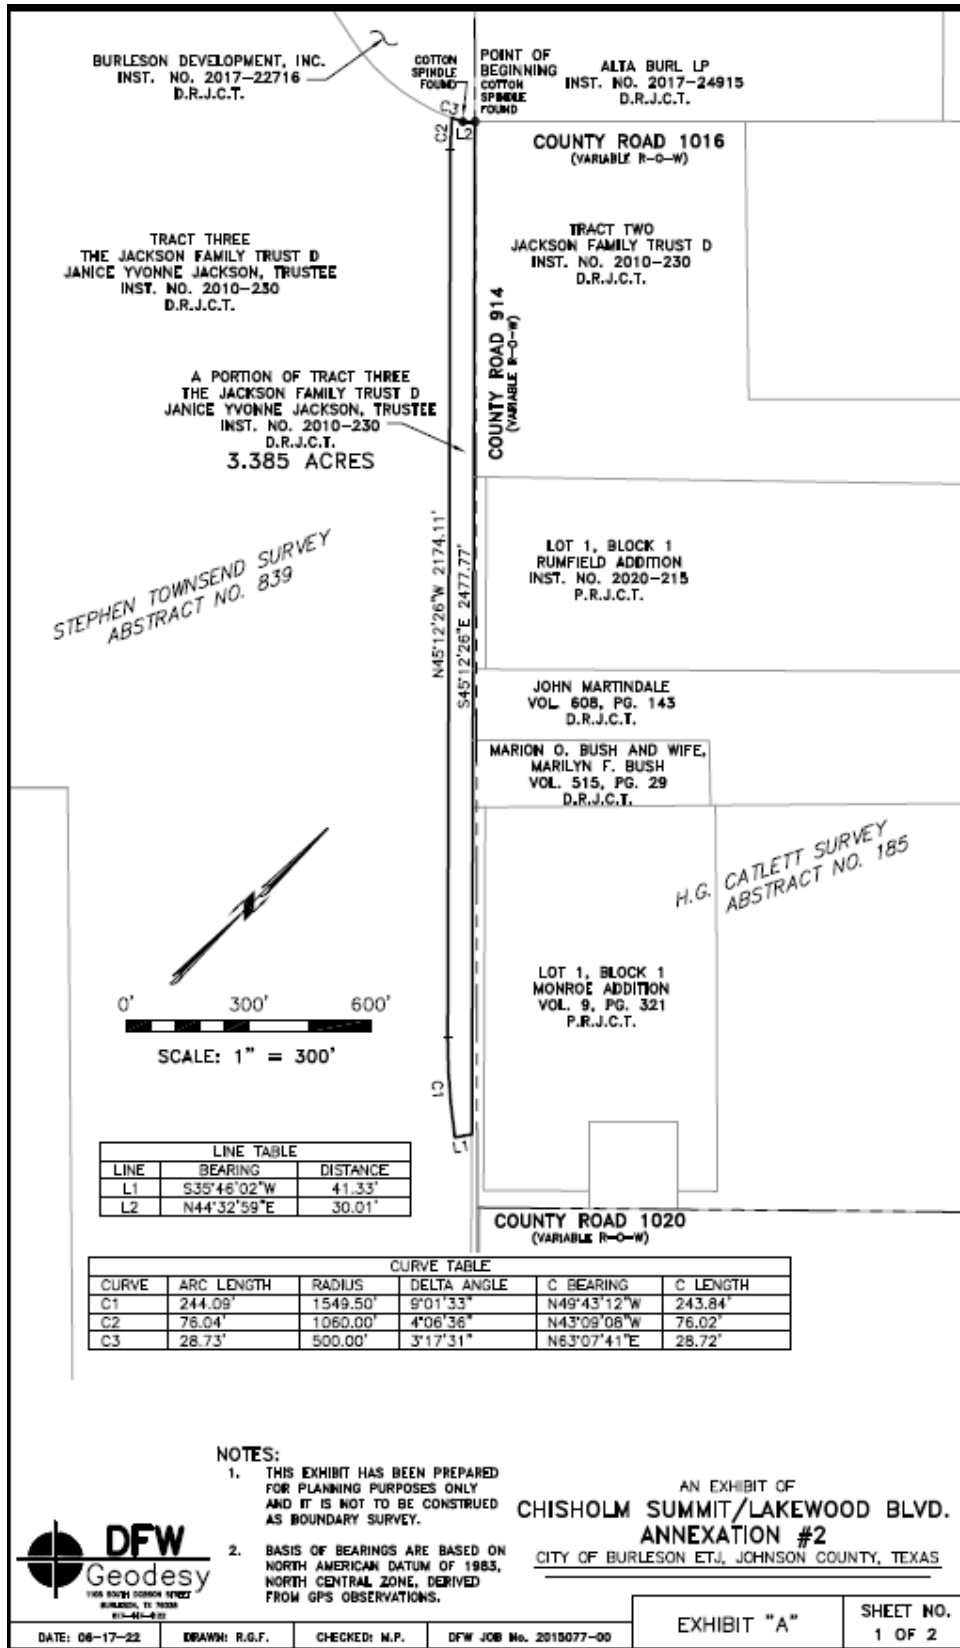 BURLESON DEVELOPMENT, INC.
INST. NO. 2017-22716
D.R.J.C.T.
COTTON
SPINDLE
FOUND
POINT OF
BEGINNING
COTTON
SPINDLE
FOUND
ALTA BURL LP
INST. NO. 2017-24915
D.R.J.C.T.
C3
C2
L2
COUNTY ROAD 1016
(VARIABLE R-O-W)
TRACT THREE
THE JACKSON FAMILY TRUST D
JANICE YVONNE JACKSON, TRUSTEE
INST. NO. 2010-230
D.R.J.C.T.
TRACT TWO
JACKSON FAMILY TRUST D
INST. NO. 2010-230
D.R.J.C.T.
COUNTY ROAD 914
(VARIABLE R-O-W)
A PORTION OF TRACT THREE
THE JACKSON FAMILY TRUST D
JANICE YVONNE JACKSON, TRUSTEE
INST. NO. 2010-230
D.R.J.C.T.
3.385 ACRES
N45°12'26"W 2174.11'
S45°12'26"E 2477.77'
LOT 1, BLOCK 1
RUMFIELD ADDITION
INST. NO. 2020-215
P.R.J.C.T.
STEPHEN TOWNSEND SURVEY
ABSTRACT NO. 839
JOHN MARTINDALE
VOL. 608, PG. 143
D.R.J.C.T.
MARION O. BUSH AND WIFE,
MARILYN F. BUSH
VOL. 515, PG. 29
D.R.J.C.T.
H.G. CATLETT SURVEY
ABSTRACT NO. 185
LOT 1, BLOCK 1
MONROE ADDITION
VOL. 9, PG. 321
P.R.J.C.T.
0' 300' 600'
SCALE: 1" = 300'
C1
L1
LINE TABLE
LINE BEARING DISTANCE
L1 S35°46'02"W 41.33'
L2 N44°32'59"E 30.01'
COUNTY ROAD 1020
(VARIABLE R-O-W)
CURVE TABLE
CURVE ARC LENGTH RADIUS DELTA ANGLE C BEARING C LENGTH
C1 244.09' 1549.50' 9°01'33" N49°43'12"W 243.84'
C2 76.04' 1060.00' 4°06'36" N43°09'08"W 76.02'
C3 28.73' 500.00' 3°17'31" N63°07'41"E 28.72'
NOTES:
1. THIS EXHIBIT HAS BEEN PREPARED
FOR PLANNING PURPOSES ONLY
AND IT IS NOT TO BE CONSTRUED
AS BOUNDARY SURVEY.
2. BASIS OF BEARINGS ARE BASED ON
NORTH AMERICAN DATUM OF 1983,
NORTH CENTRAL ZONE, DERIVED
FROM GPS OBSERVATIONS.
DFW
Geodesy
AN EXHIBIT OF
CHISHOLM SUMMIT/LAKEWOOD BLVD.
ANNEXATION #2
CITY OF BURLESON ETJ, JOHNSON COUNTY, TEXAS
EXHIBIT "A"
SHEET NO.
1 OF 2
DATE: 06-17-22 DRAWN: R.G.F. CHECKED: M.P. DFW JOB No. 2015077-00